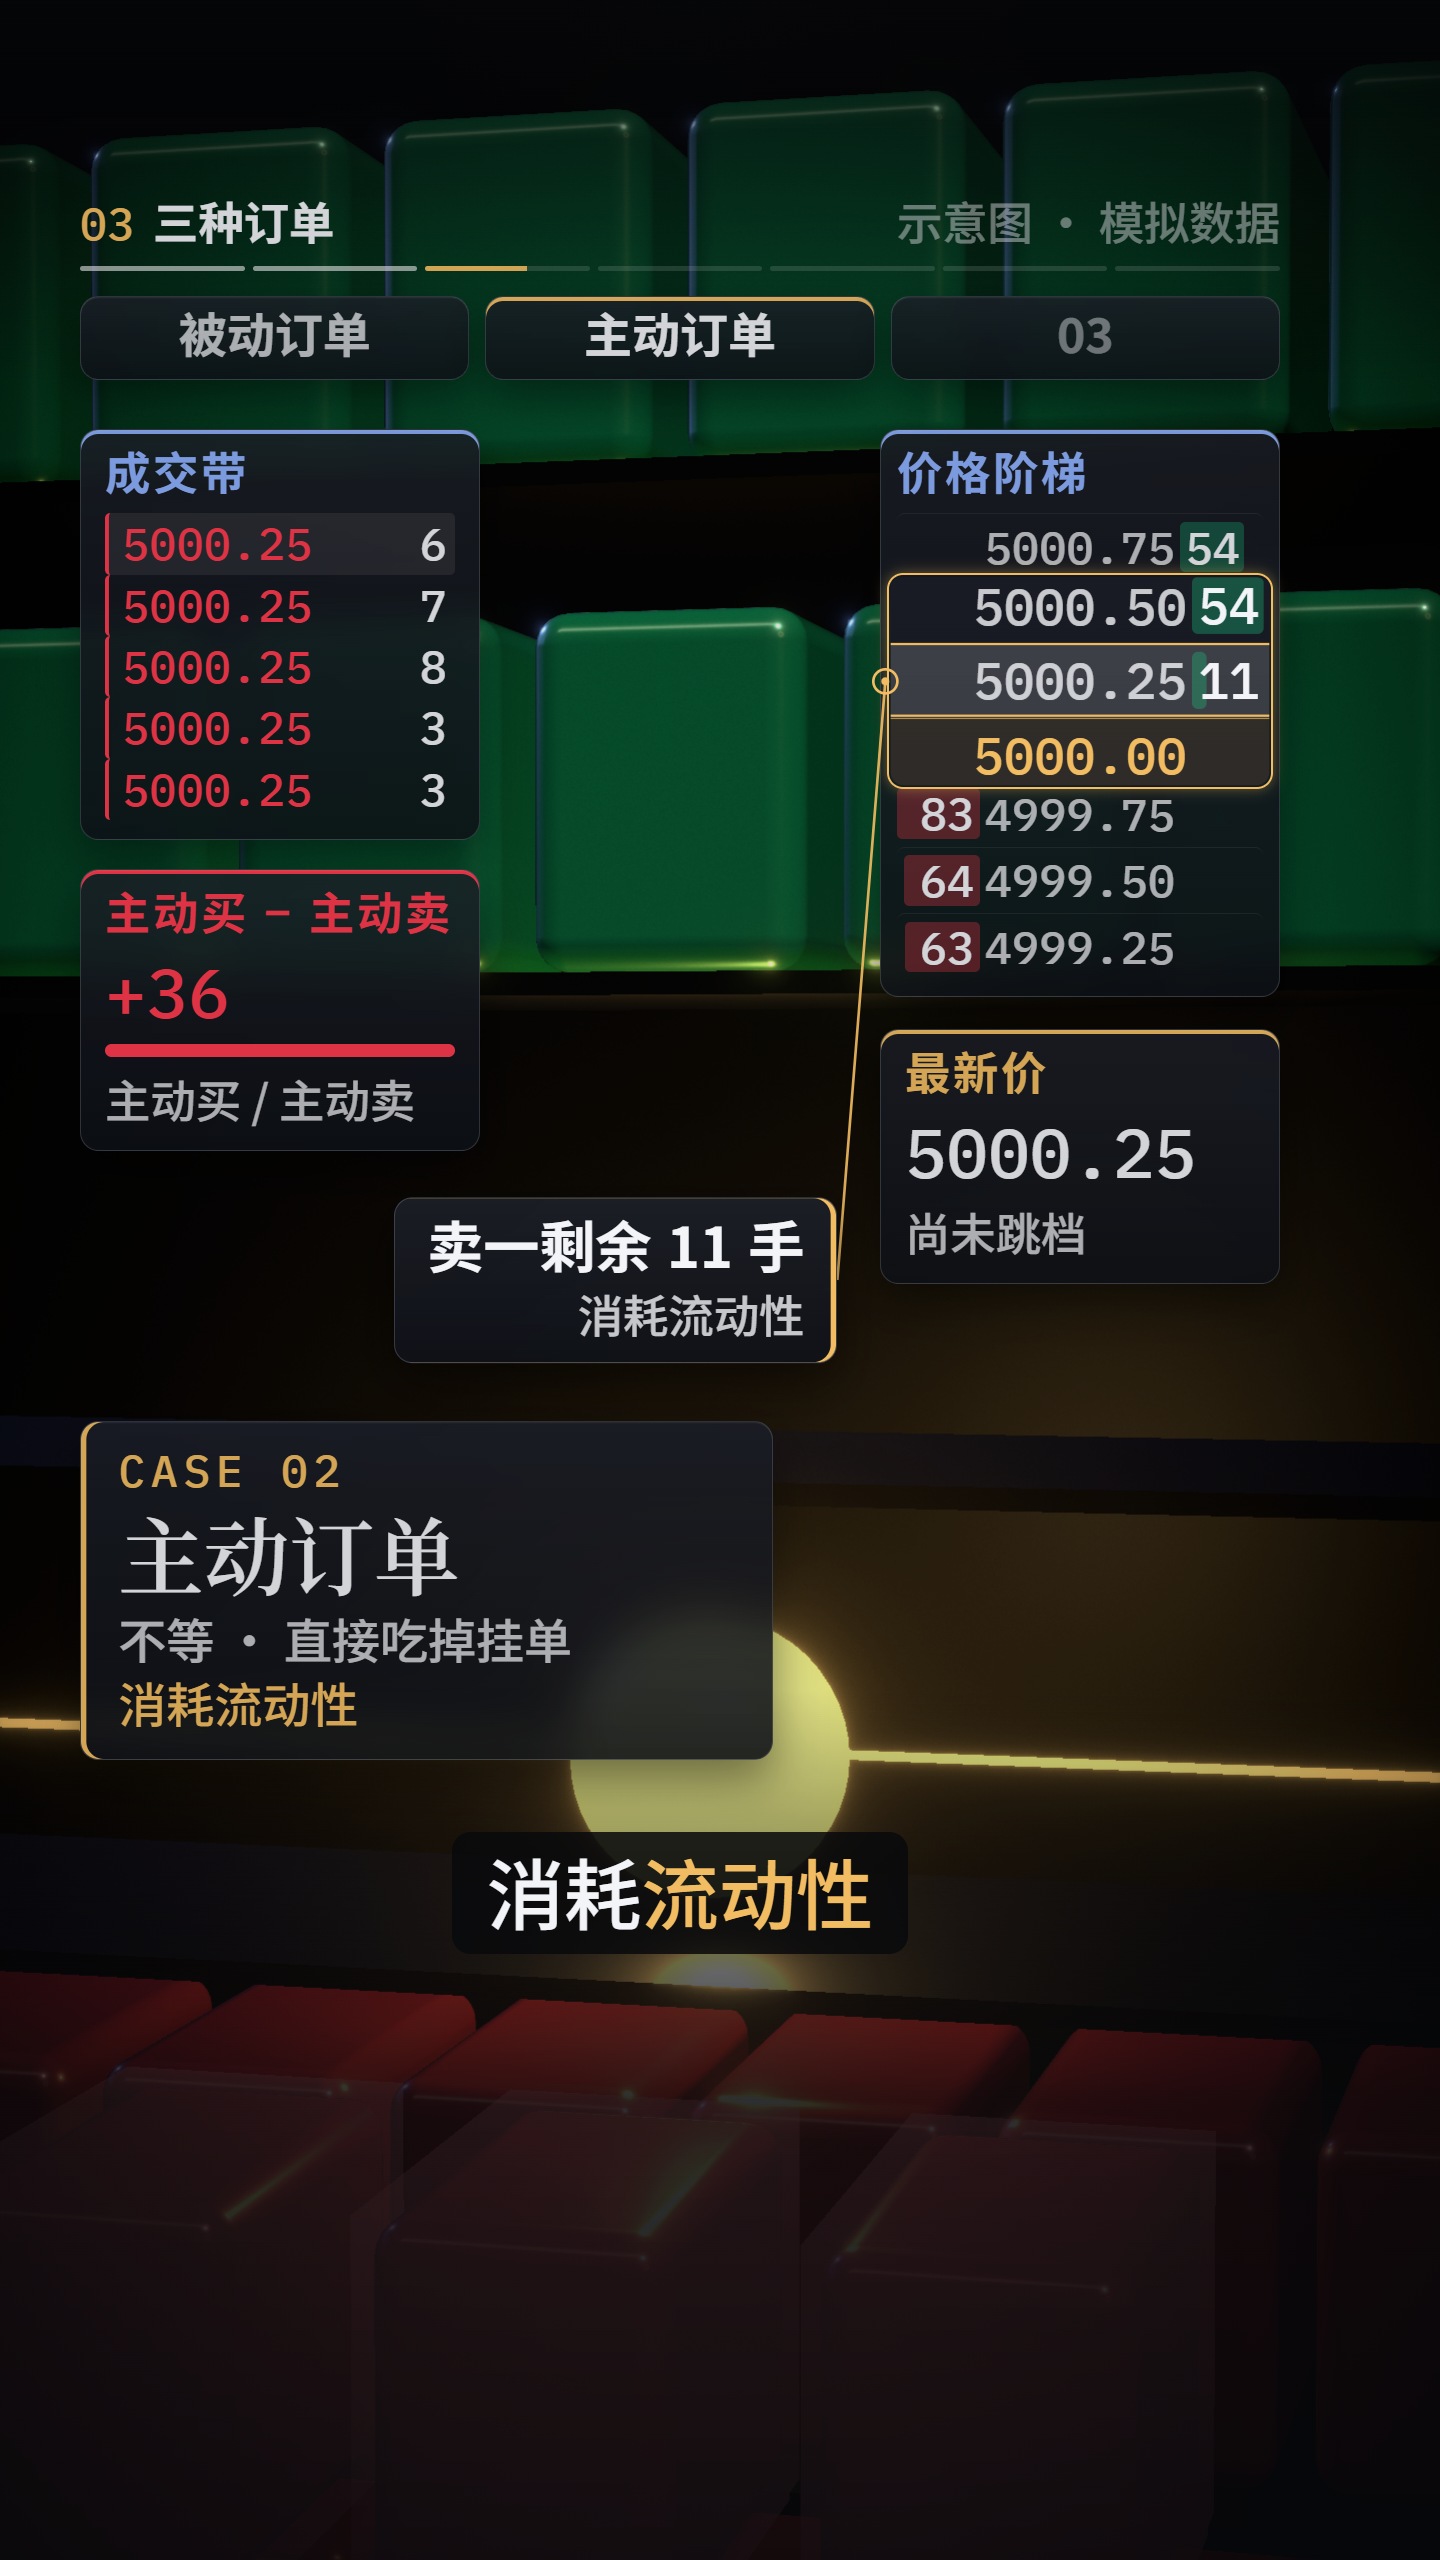 03 三种订单
示意图 · 模拟数据
被动订单
主动订单
03
成交带
5000.25 6
5000.25 7
5000.25 8
5000.25 3
5000.25 3
主动买 − 主动卖
+36
主动买 / 主动卖
价格阶梯
5000.75 54
5000.50 54
5000.25 11
5000.00
83 4999.75
64 4999.50
63 4999.25
最新价
5000.25
尚未跳档
卖一剩余 11 手
消耗流动性
CASE 02
主动订单
不等 · 直接吃掉挂单
消耗流动性
消耗流动性